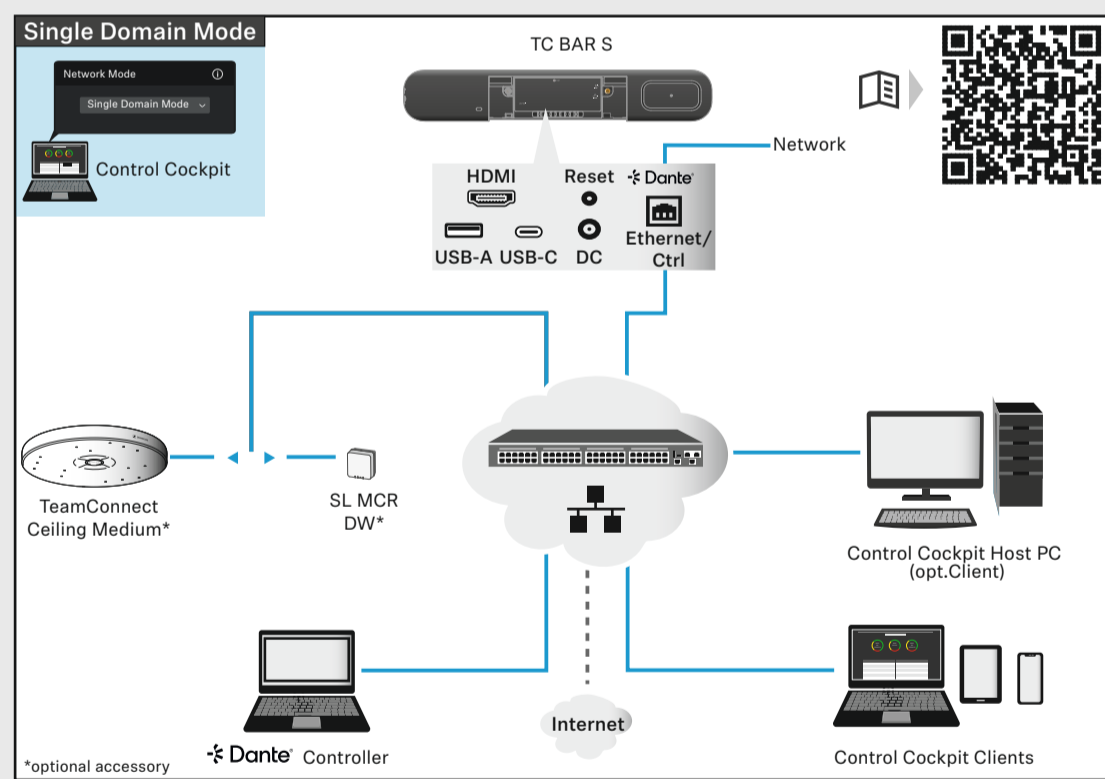 Single Domain Mode
Network Mode
Single Domain Mode
Control Cockpit
TC BAR S
Network
HDMI
Reset
Dante
USB-A
USB-C
DC
Ethernet/
Ctrl
TeamConnect
Ceiling Medium*
SL MCR
DW*
Control Cockpit Host PC
(opt.Client)
Internet
Dante Controller
Control Cockpit Clients
*optional accessory